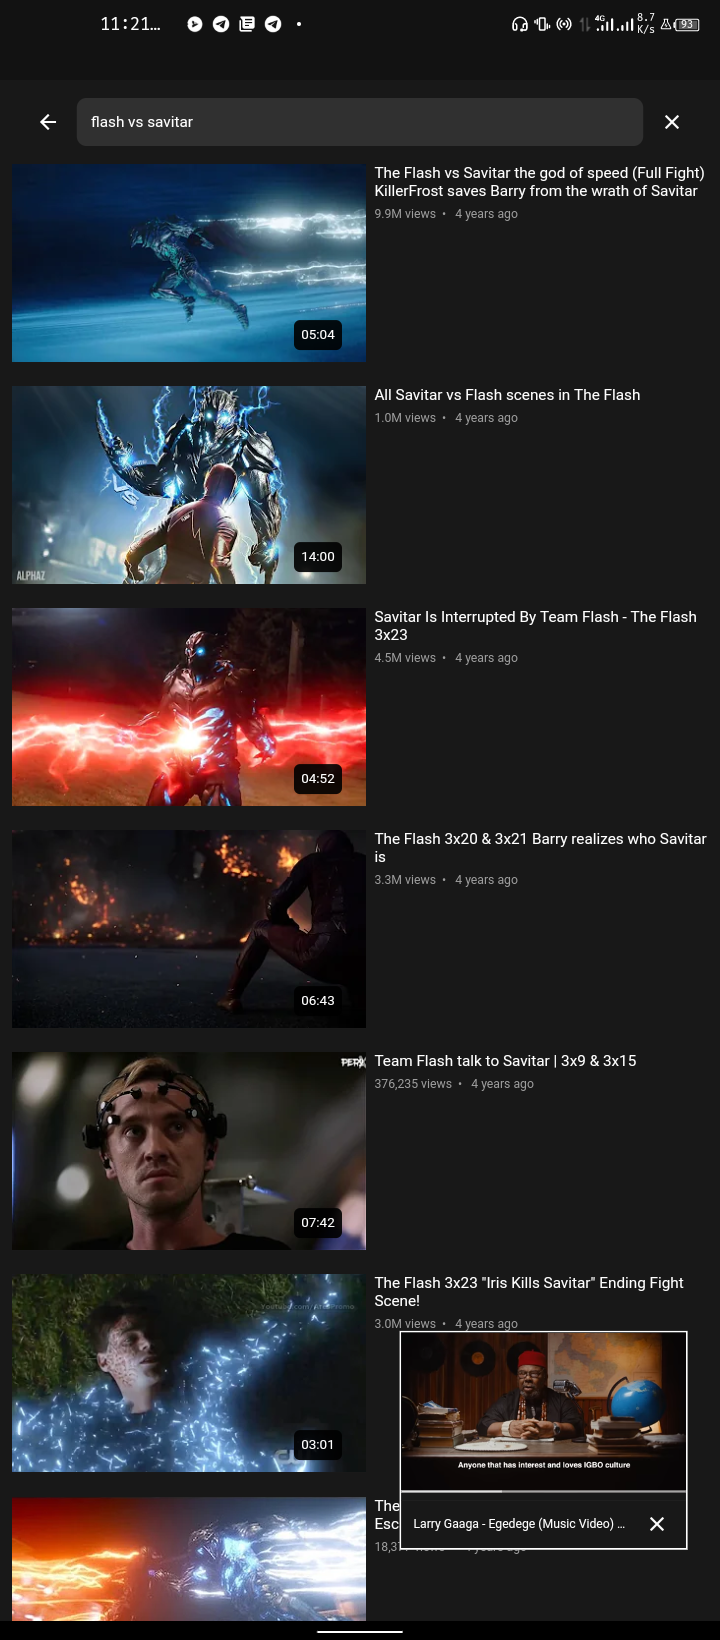 11:21…
4G
8.7
K/s
93
flash vs savitar
The Flash vs Savitar the god of speed (Full Fight)
KillerFrost saves Barry from the wrath of Savitar
9.9M views • 4 years ago
05:04
All Savitar vs Flash scenes in The Flash
1.0M views • 4 years ago
VS
ALPHAZ
14:00
Savitar Is Interrupted By Team Flash - The Flash
3x23
4.5M views • 4 years ago
04:52
The Flash 3x20 & 3x21 Barry realizes who Savitar
is
3.3M views • 4 years ago
06:43
Team Flash talk to Savitar | 3x9 & 3x15
376,235 views • 4 years ago
07:42
The Flash 3x23 "Iris Kills Savitar" Ending Fight
Scene!
3.0M views • 4 years ago
03:01
Anyone that has interest and loves IGBO culture
The
Esc
Larry Gaaga - Egedege (Music Video) ...